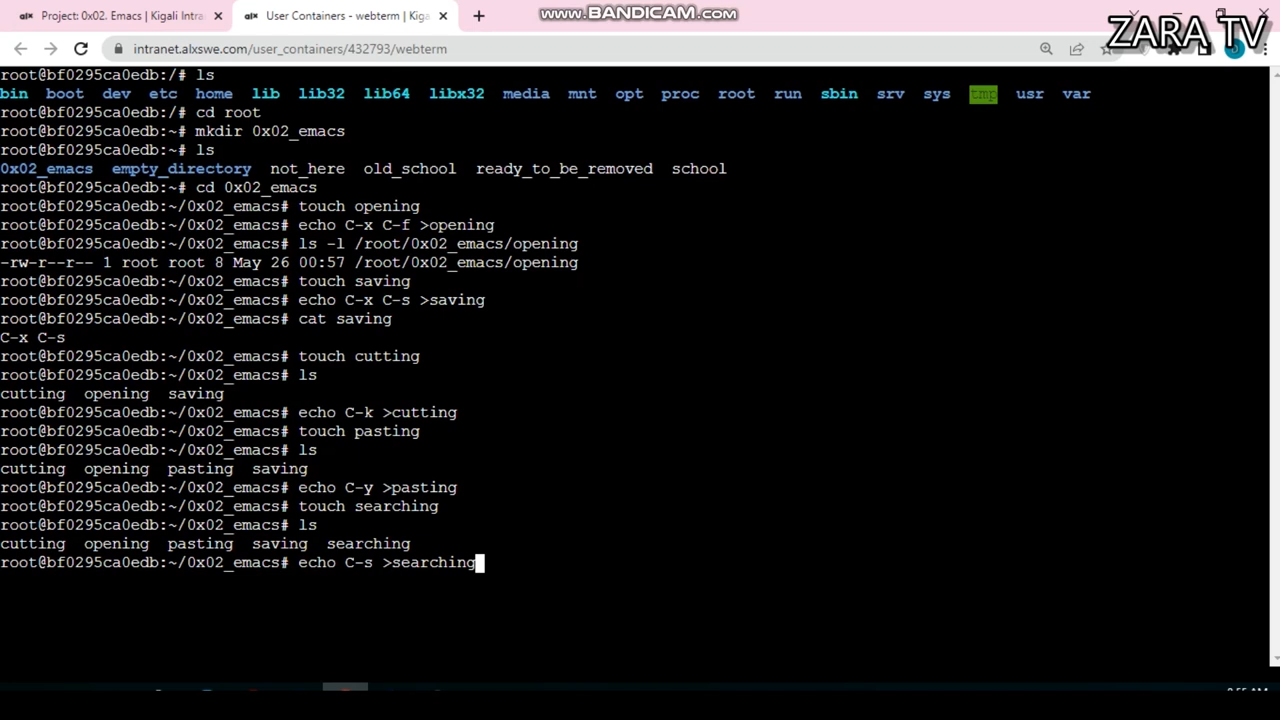 Project: 0x02. Emacs | Kigali Intra
User Containers - webterm | Kiga
www.BANDICAM.com
ZARA TV
intranet.alxswe.com/user_containers/432793/webterm
root@bf0295ca0edb:/# ls
bin boot dev etc home lib lib32 lib64 libx32 media mnt opt proc root run sbin srv sys tmp usr var
root@bf0295ca0edb:/# cd root
root@bf0295ca0edb:~# mkdir 0x02_emacs
root@bf0295ca0edb:~# ls
0x02_emacs empty_directory not_here old_school ready_to_be_removed school
root@bf0295ca0edb:~# cd 0x02_emacs
root@bf0295ca0edb:~/0x02_emacs# touch opening
root@bf0295ca0edb:~/0x02_emacs# echo C-x C-f >opening
root@bf0295ca0edb:~/0x02_emacs# ls -l /root/0x02_emacs/opening
-rw-r--r-- 1 root root 8 May 26 00:57 /root/0x02_emacs/opening
root@bf0295ca0edb:~/0x02_emacs# touch saving
root@bf0295ca0edb:~/0x02_emacs# echo C-x C-s >saving
root@bf0295ca0edb:~/0x02_emacs# cat saving
C-x C-s
root@bf0295ca0edb:~/0x02_emacs# touch cutting
root@bf0295ca0edb:~/0x02_emacs# ls
cutting opening saving
root@bf0295ca0edb:~/0x02_emacs# echo C-k >cutting
root@bf0295ca0edb:~/0x02_emacs# touch pasting
root@bf0295ca0edb:~/0x02_emacs# ls
cutting opening pasting saving
root@bf0295ca0edb:~/0x02_emacs# echo C-y >pasting
root@bf0295ca0edb:~/0x02_emacs# touch searching
root@bf0295ca0edb:~/0x02_emacs# ls
cutting opening pasting saving searching
root@bf0295ca0edb:~/0x02_emacs# echo C-s >searching